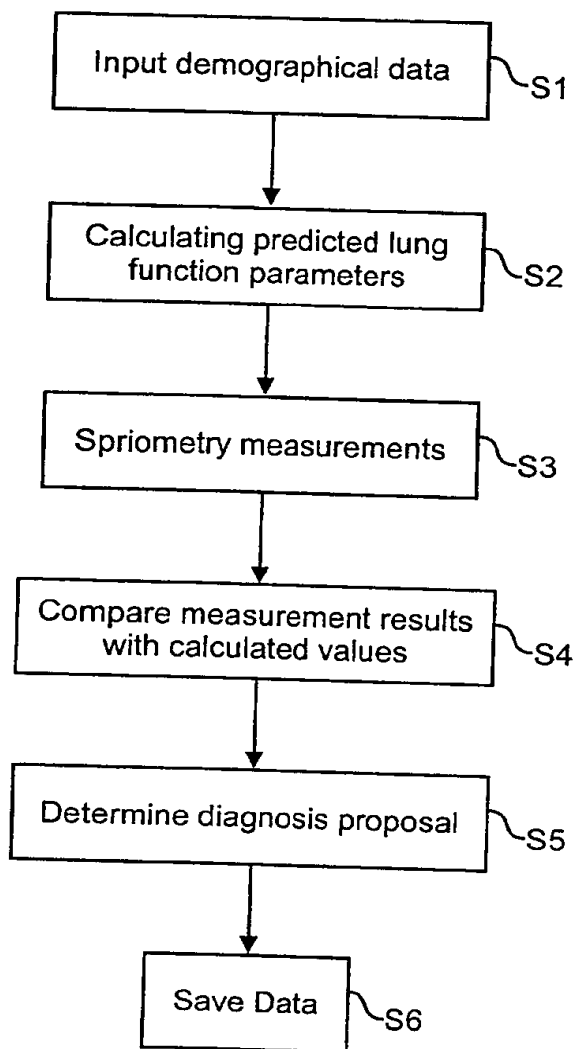 Input demographical data
S1
Calculating predicted lung
function parameters
S2
Spriometry measurements
S3
Compare measurement results
with calculated values
S4
Determine diagnosis proposal
S5
Save Data
S6